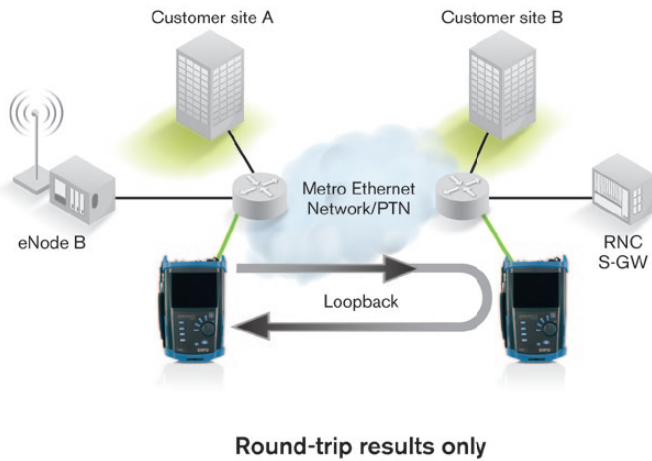 Customer site A
Customer site B
Metro Ethernet
Network/PTN
eNode B
RNC
S-GW
Loopback
Round-trip results only